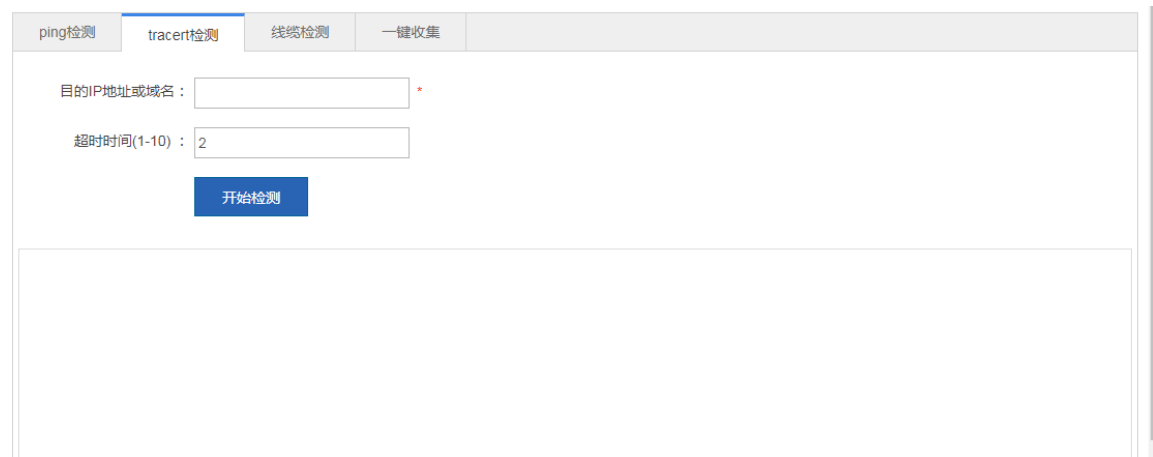 ping检测 tracert检测 线缆检测 一键收集
目的IP地址或域名： *
超时时间(1-10) ： 2
开始检测